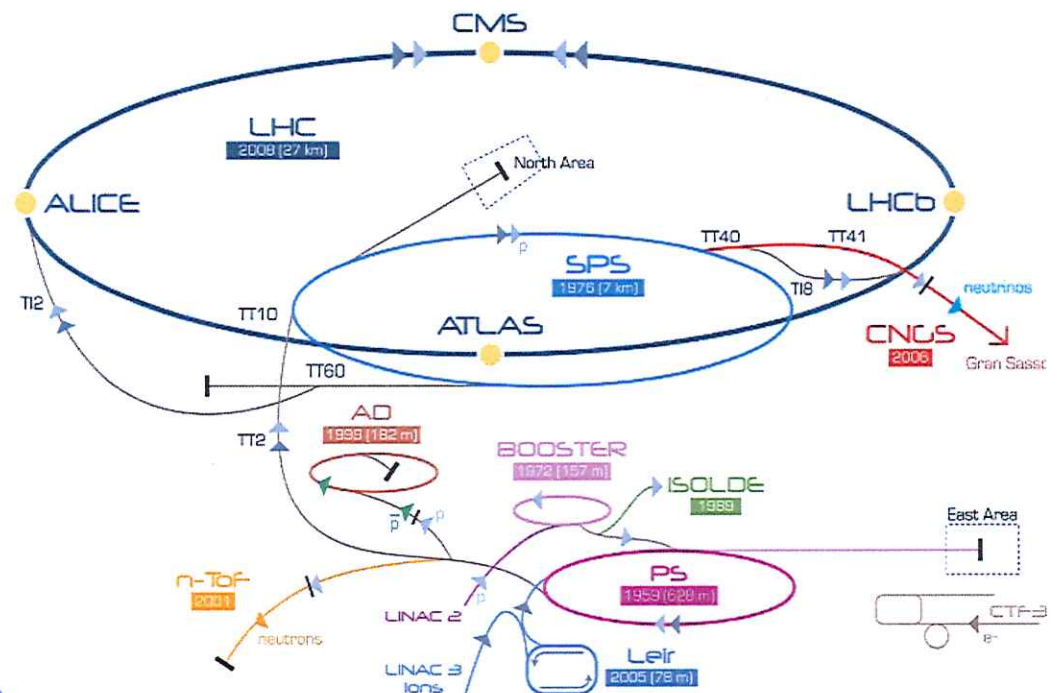 CMS
LHC
2008 (27 km)
North Area
ALICE
LHCb
TT40
TT41
SPS
1976 (7 km)
p
TI8
TI2
TT10
ATLAS
neutrinos
CNGS
2006
Gran Sasso
TT60
AD
1999 (182 m)
TT2
BOOSTER
1972 (157 m)
ISOLDE
1989
East Area
p̅
p
n-ToF
2001
PS
1959 (628 m)
LINAC 2
p
neutrons
CTF-3
e-
LINAC 3
Ions
Leir
2005 (78 m)